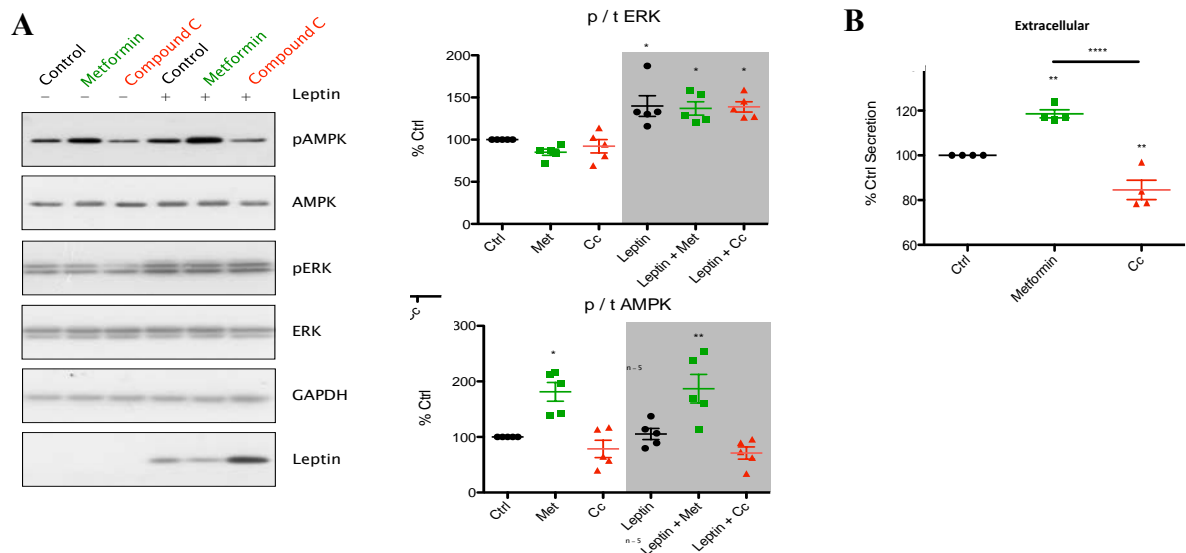 A
Control
Metformin
Compound C
Control
Metformin
Compound C
– – – + + + Leptin
pAMPK
AMPK
pERK
ERK
GAPDH
Leptin
p / t ERK
% Ctrl
200
150
100
50
0
*
*
*
Ctrl
Met
Cc
Leptin
Leptin + Met
Leptin + Cc
p / t AMPK
% Ctrl
300
200
100
0
*
**
n – 5
Ctrl
Met
Cc
Leptin
Leptin + Met
Leptin + Cc
n – 5
B
Extracellular
% Ctrl Secretion
120
100
80
60
**
****
**
Ctrl
Metformin
Cc